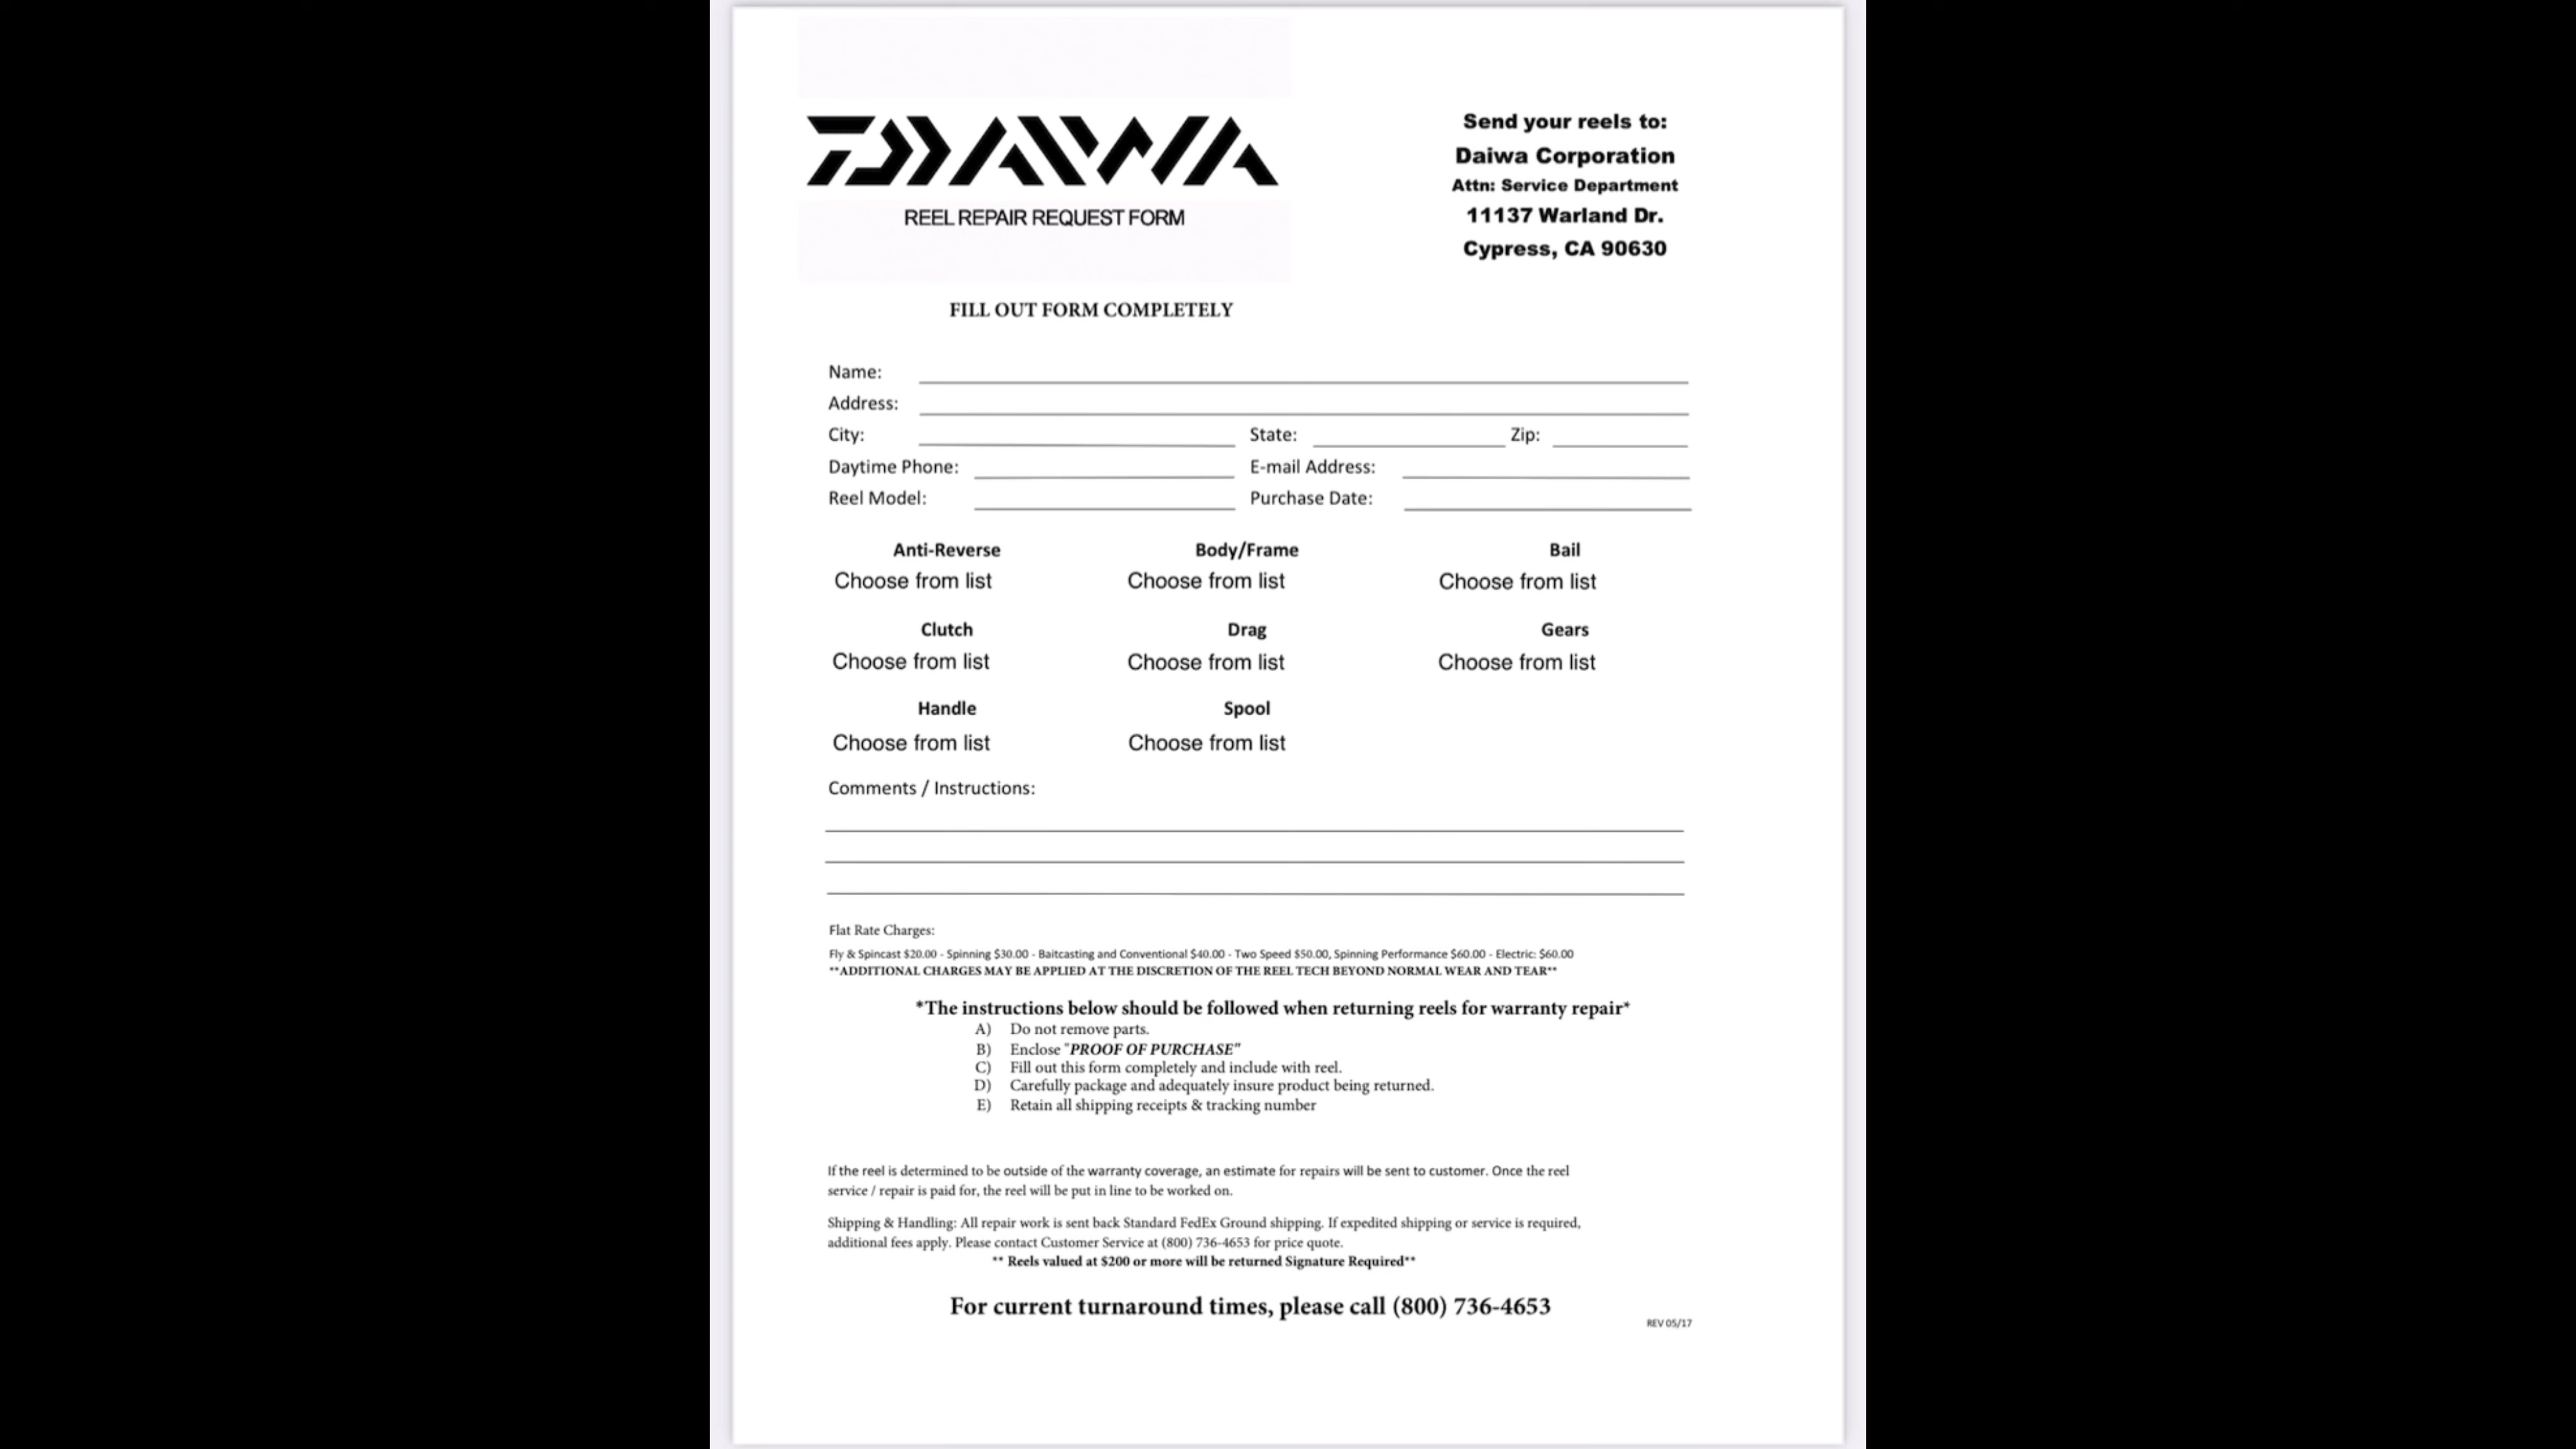 DAIWA
REEL REPAIR REQUEST FORM
Send your reels to:
Daiwa Corporation
Attn: Service Department
11137 Warland Dr.
Cypress, CA 90630
FILL OUT FORM COMPLETELY
Name:
Address:
City: State: Zip:
Daytime Phone: E-mail Address:
Reel Model: Purchase Date:
Anti-Reverse Body/Frame Bail
Choose from list Choose from list Choose from list
Clutch Drag Gears
Choose from list Choose from list Choose from list
Handle Spool
Choose from list Choose from list
Comments / Instructions:
Flat Rate Charges:
Fly & Spincast $20.00 - Spinning $30.00 - Baitcasting and Conventional $40.00 - Two Speed $50.00, Spinning Performance $60.00 - Electric: $60.00
**ADDITIONAL CHARGES MAY BE APPLIED AT THE DISCRETION OF THE REEL TECH BEYOND NORMAL WEAR AND TEAR**
*The instructions below should be followed when returning reels for warranty repair*
A) Do not remove parts.
B) Enclose "PROOF OF PURCHASE"
C) Fill out this form completely and include with reel.
D) Carefully package and adequately insure product being returned.
E) Retain all shipping receipts & tracking number
If the reel is determined to be outside of the warranty coverage, an estimate for repairs will be sent to customer. Once the reel
service / repair is paid for, the reel will be put in line to be worked on.
Shipping & Handling: All repair work is sent back Standard FedEx Ground shipping. If expedited shipping or service is required,
additional fees apply. Please contact Customer Service at (800) 736-4653 for price quote.
** Reels valued at $200 or more will be returned Signature Required**
For current turnaround times, please call (800) 736-4653
REV 05/17